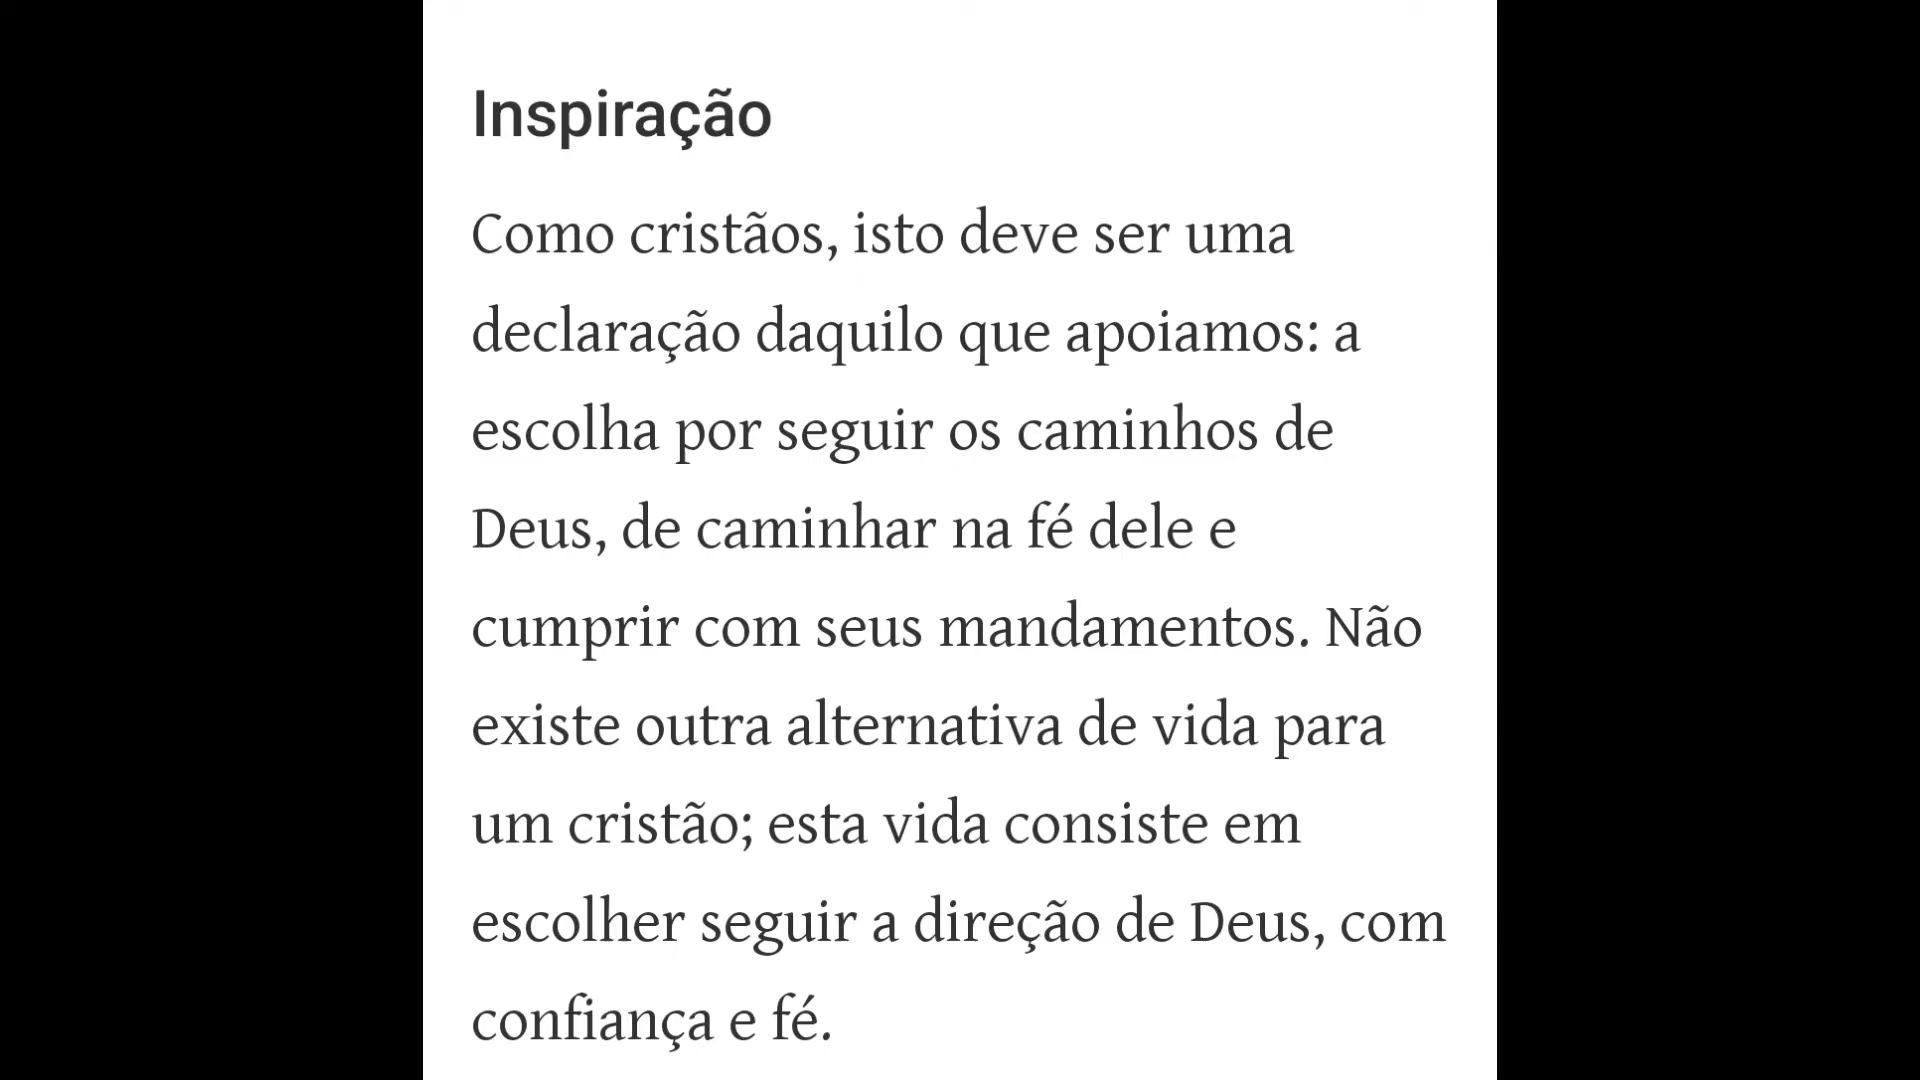 Inspiração
Como cristãos, isto deve ser uma
declaração daquilo que apoiamos: a
escolha por seguir os caminhos de
Deus, de caminhar na fé dele e
cumprir com seus mandamentos. Não
existe outra alternativa de vida para
um cristão; esta vida consiste em
escolher seguir a direção de Deus, com
confiança e fé.